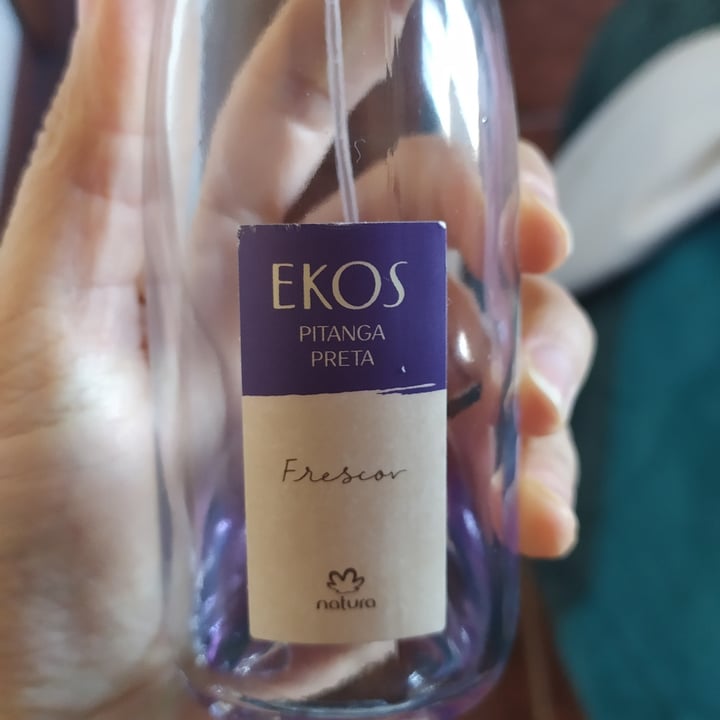 EKOS
PITANGA
PRETA
Frescor
natura